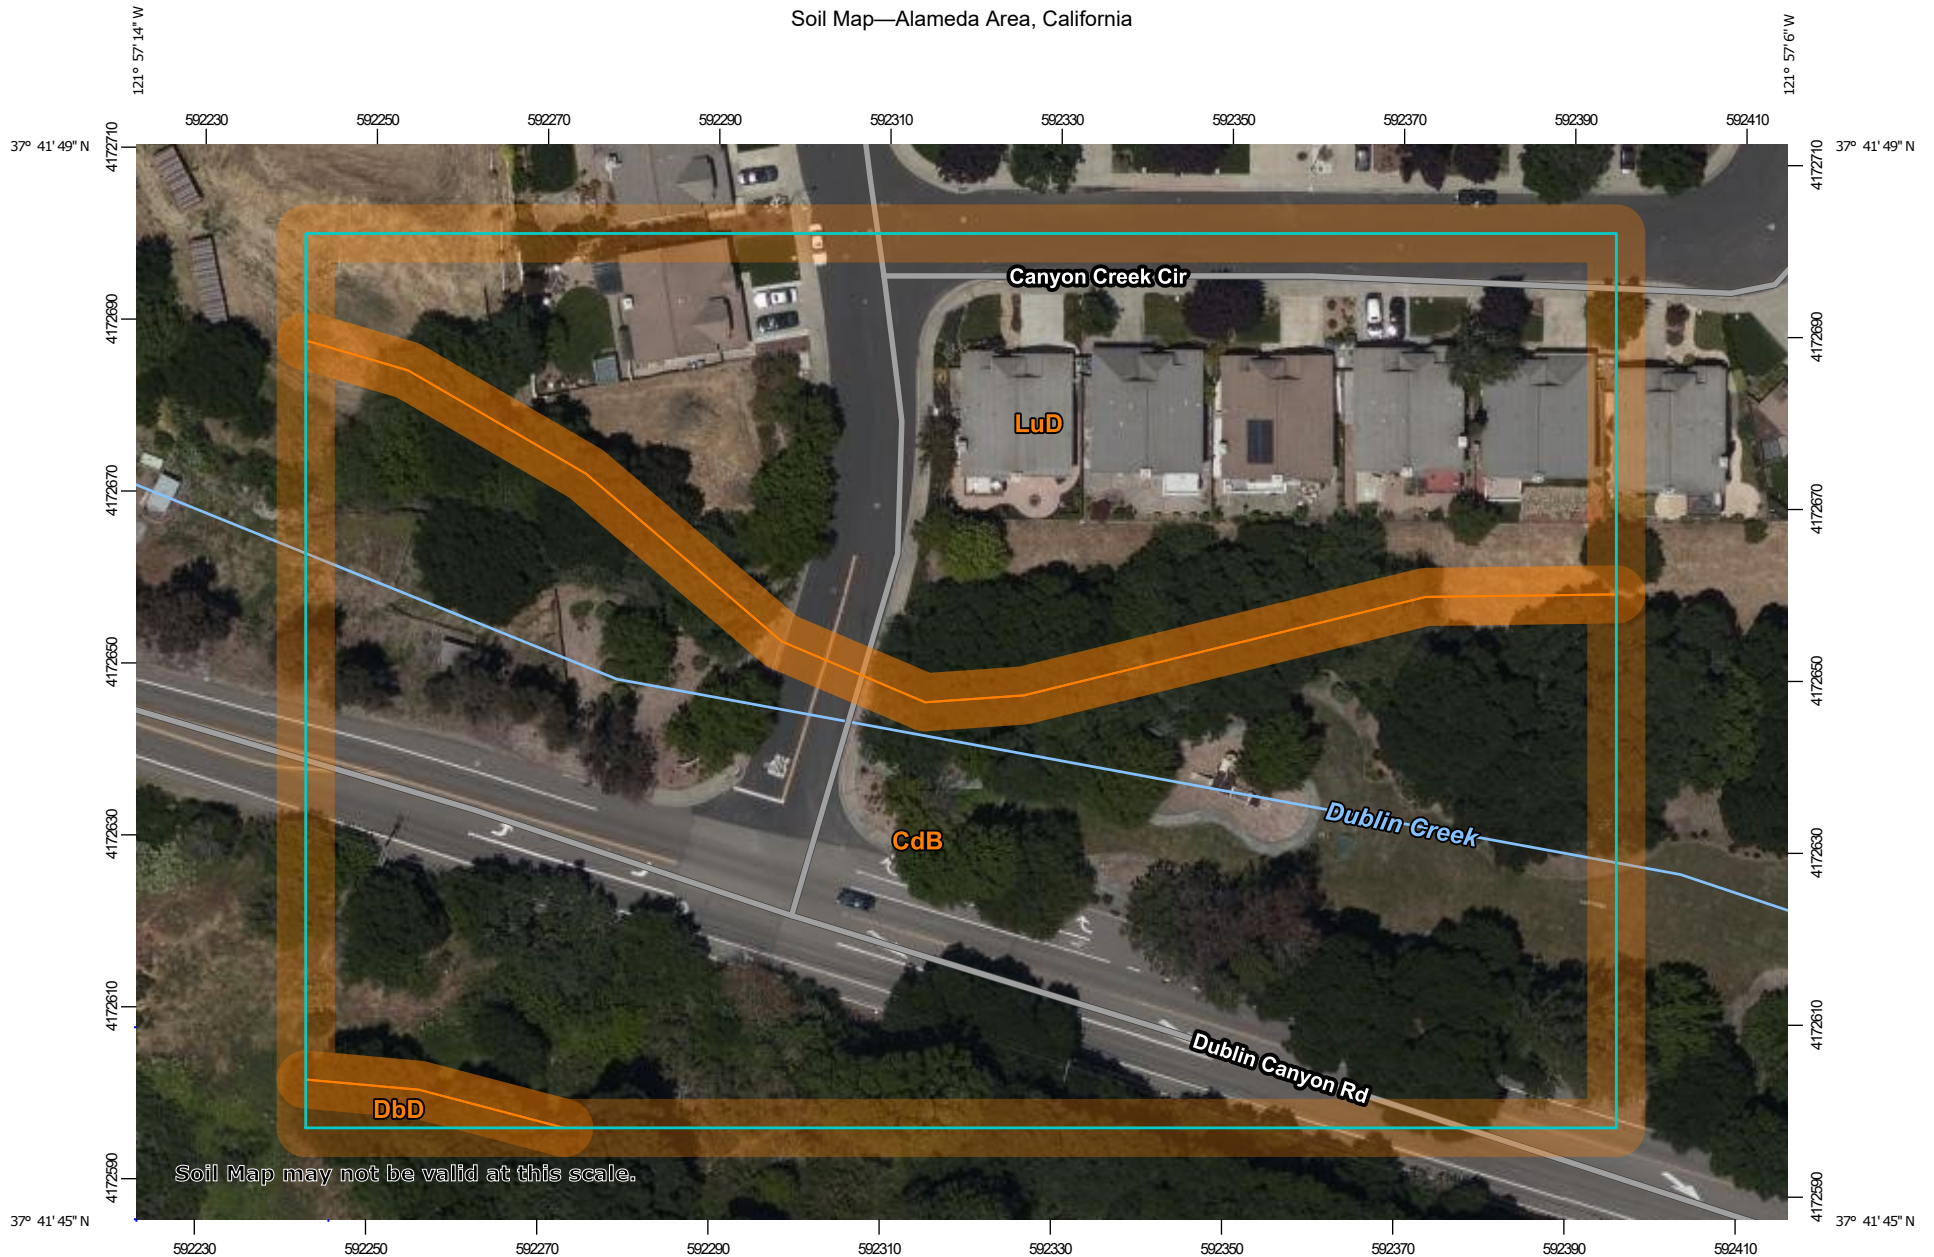 Soil Map—Alameda Area, California
121° 57' 14" W
121° 57' 6" W
592230 592250 592270 592290 592310 592330 592350 592370 592390 592410
37° 41' 49" N
37° 41' 49" N
4172710
4172710
4172690
4172690
4172670
4172670
4172650
4172650
4172630
4172630
4172610
4172610
4172590
4172590
Canyon Creek Cir
LuD
Dublin Creek
CdB
Dublin Canyon Rd
DbD
Soil Map may not be valid at this scale.
37° 41' 45" N
37° 41' 45" N
592230 592250 592270 592290 592310 592330 592350 592370 592390 592410